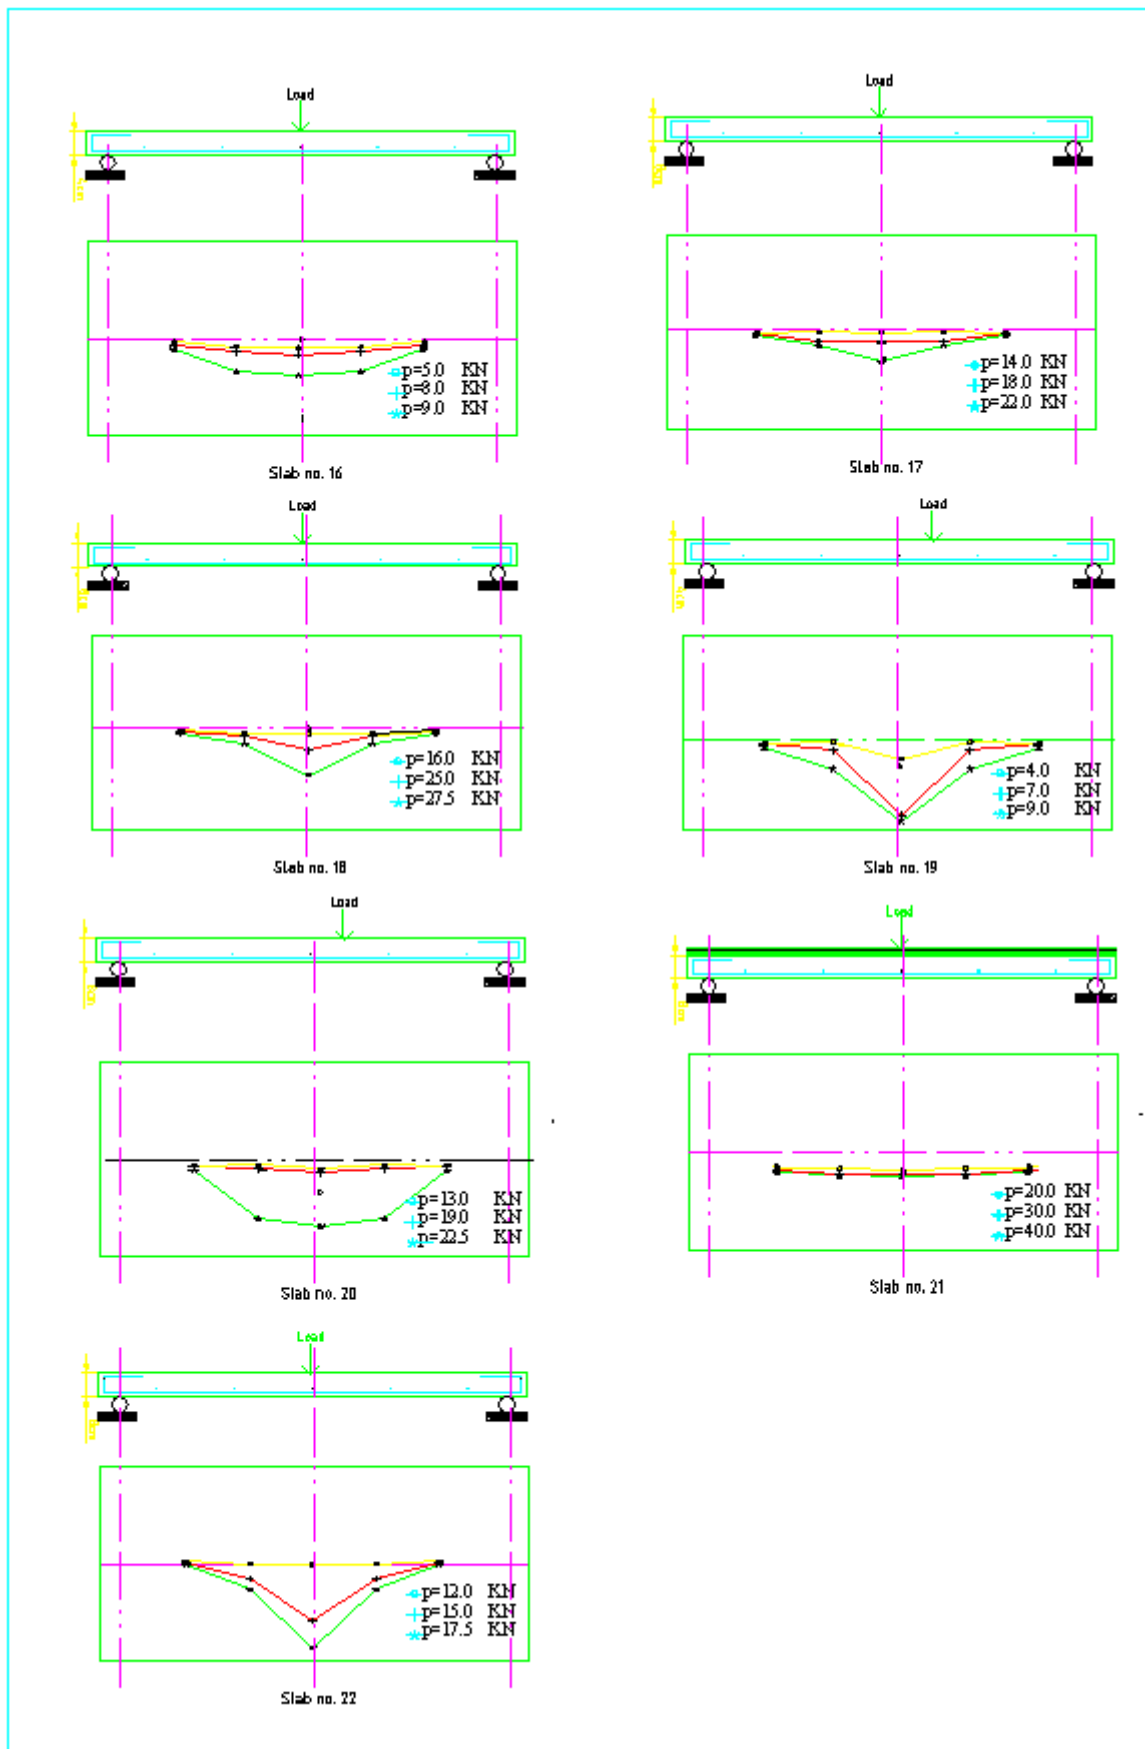 Load
Load
p=5.0 KN
p=8.0 KN
p=9.0 KN
Slab no. 16
p=14.0 KN
p=18.0 KN
p=22.0 KN
Slab no. 17
Load
Load
p=16.0 KN
p=25.0 KN
p=27.5 KN
Slab no. 18
p=4.0 KN
p=7.0 KN
p=9.0 KN
Slab no. 19
Load
Load
p=13.0 KN
p=19.0 KN
p=22.5 KN
Slab no. 20
p=20.0 KN
p=30.0 KN
p=40.0 KN
Slab no. 21
Load
p=12.0 KN
p=15.0 KN
p=17.5 KN
Slab no. 22